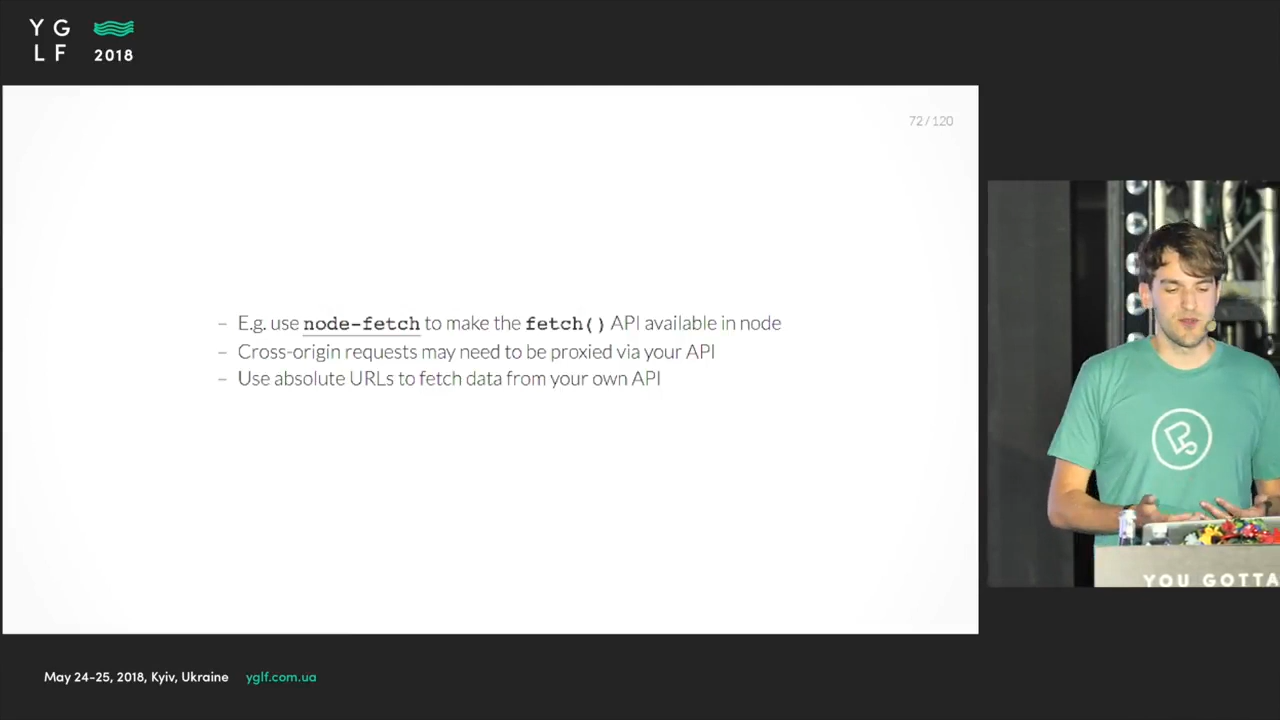 Y G
L F
2018
72 / 120
– E.g. use node-fetch to make the fetch() API available in node
– Cross-origin requests may need to be proxied via your API
– Use absolute URLs to fetch data from your own API
YOU GOTTA
May 24-25, 2018, Kyiv, Ukraine yglf.com.ua